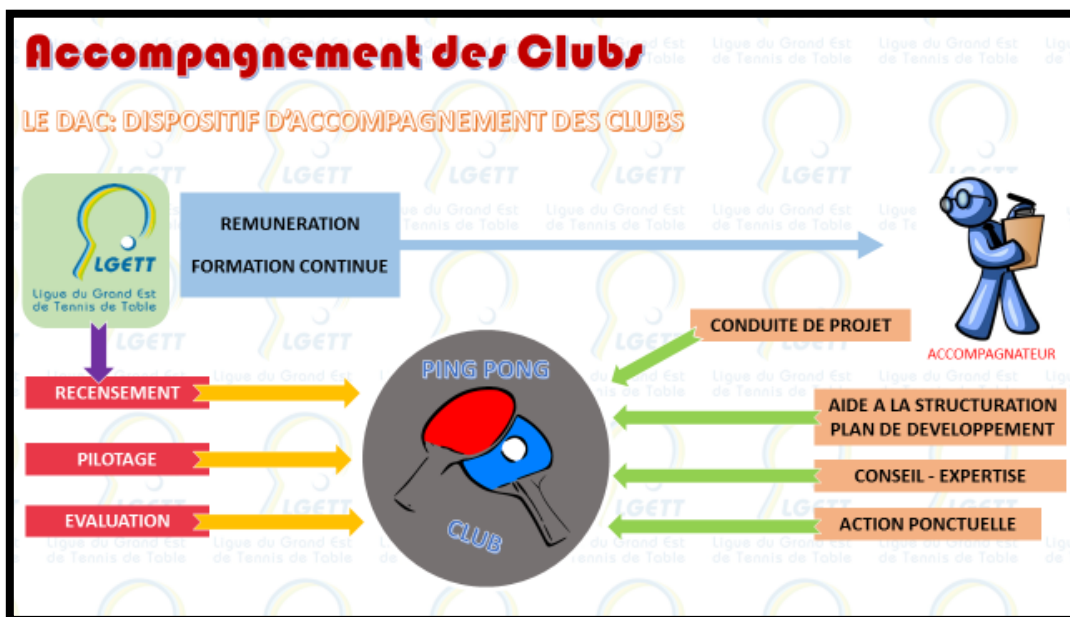 Accompagnement des Clubs
LE DAC: DISPOSITIF D'ACCOMPAGNEMENT DES CLUBS
LGETT
Ligue du Grand Est
de Tennis de Table
REMUNERATION
FORMATION CONTINUE
ACCOMPAGNATEUR
RECENSEMENT
PILOTAGE
EVALUATION
PING PONG
CLUB
CONDUITE DE PROJET
AIDE A LA STRUCTURATION
PLAN DE DEVELOPPEMENT
CONSEIL - EXPERTISE
ACTION PONCTUELLE